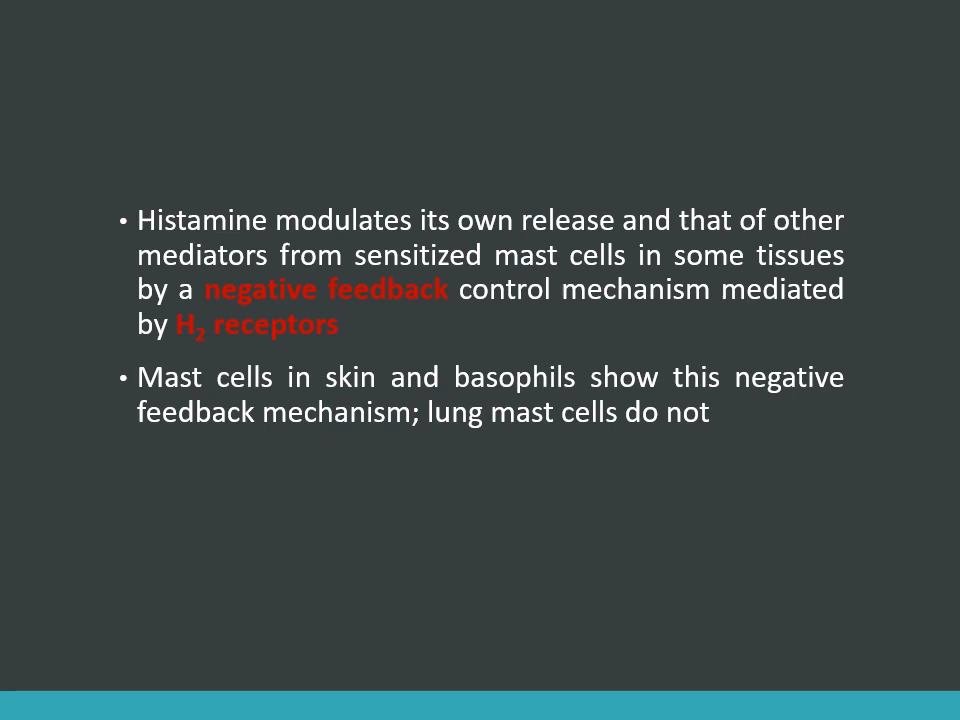 • Histamine modulates its own release and that of other
mediators from sensitized mast cells in some tissues
by a negative feedback control mechanism mediated
by H₂ receptors
• Mast cells in skin and basophils show this negative
feedback mechanism; lung mast cells do not